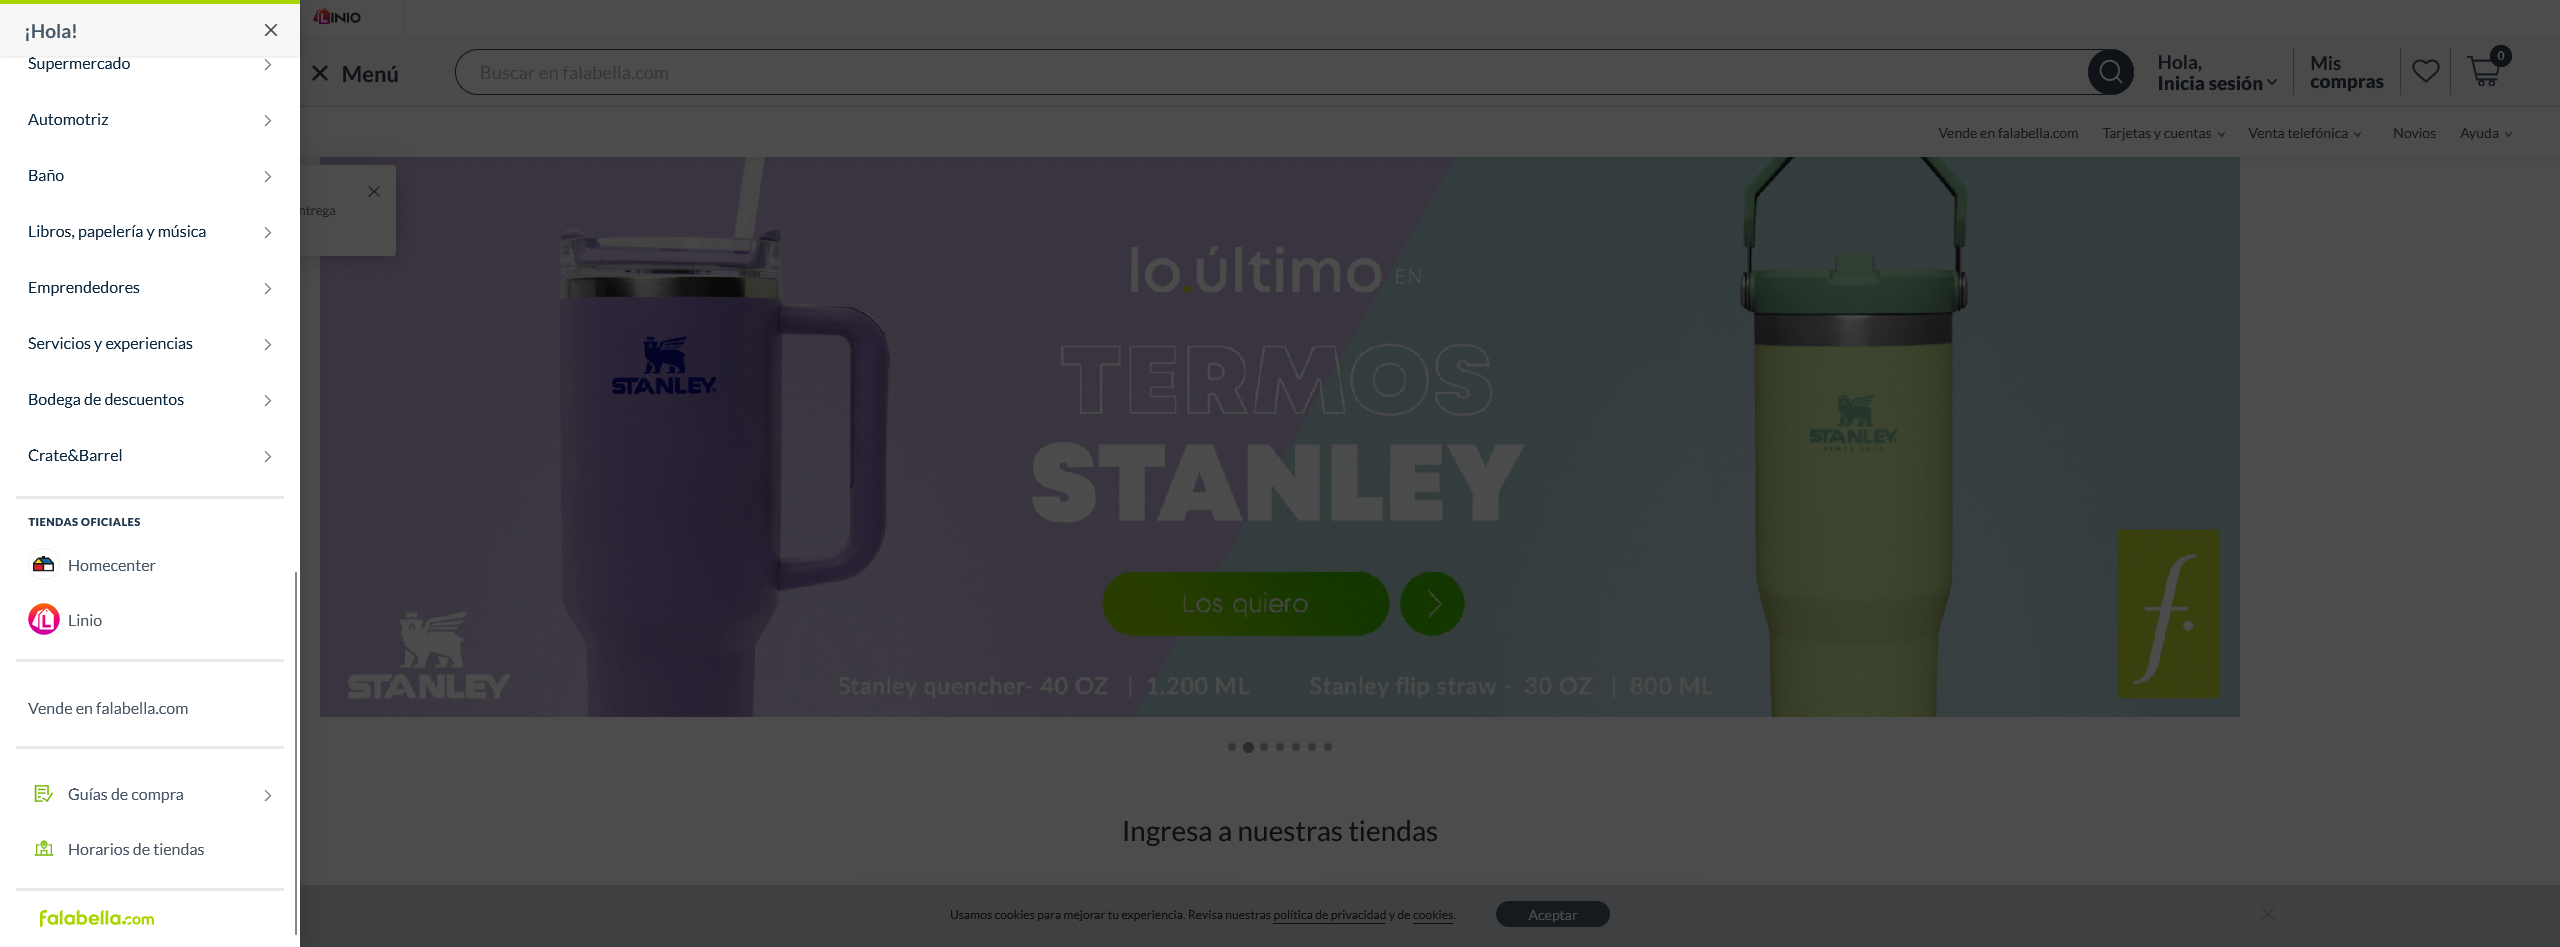 ¡Hola!
Supermercado
Automotriz
Baño
Libros, papelería y música
Emprendedores
Servicios y experiencias
Bodega de descuentos
Crate&Barrel
TIENDAS OFICIALES
Homecenter
Linio
Vende en falabella.com
Guías de compra
Horarios de tiendas
falabella.com
LINIO
Menú
Buscar en falabella.com
Hola,
Inicia sesión
Mis
compras
0
Vende en falabella.com
Tarjetas y cuentas
Venta telefónica
Novios
Ayuda
ntrega
lo.último EN
TERMOS
STANLEY
Los quiero
STANLEY
STANLEY
STANLEY
SINCE 1913
f.
Stanley quencher- 40 OZ | 1.200 ML
Stanley flip straw - 30 OZ | 800 ML
Ingresa a nuestras tiendas
Usamos cookies para mejorar tu experiencia. Revisa nuestras política de privacidad y de cookies.
Aceptar